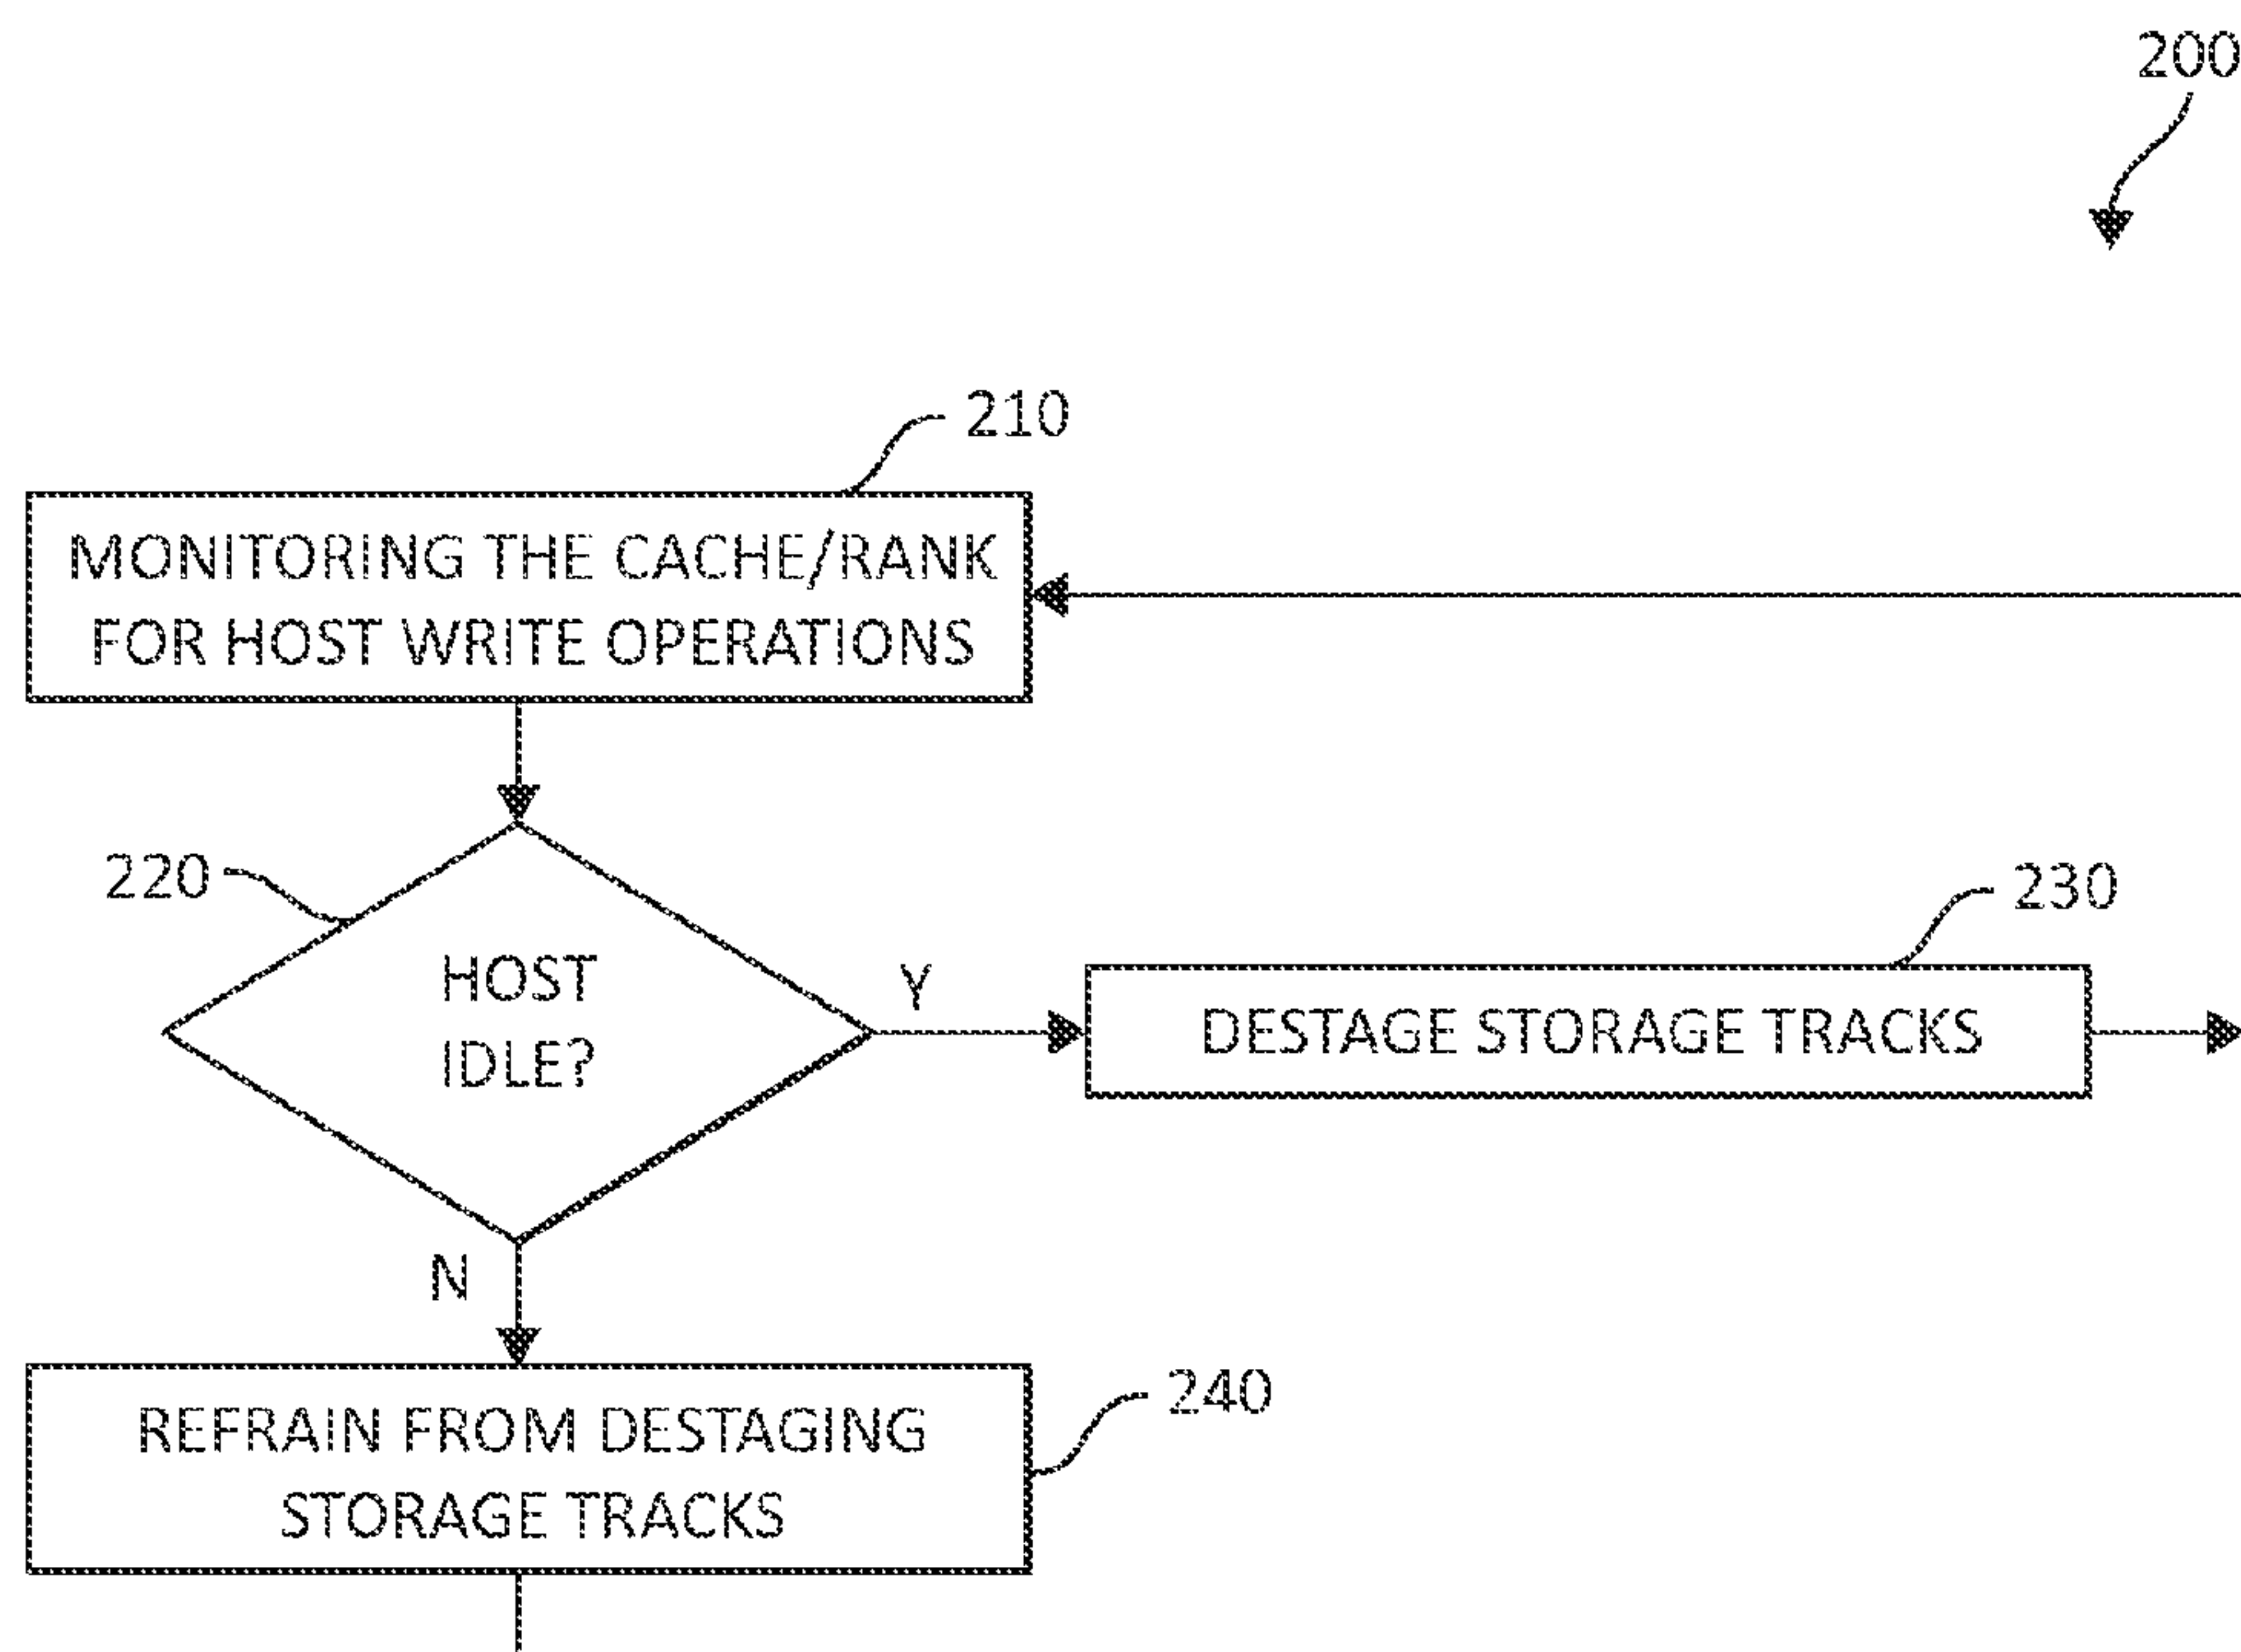 200
210
MONITORING THE CACHE/RANK
FOR HOST WRITE OPERATIONS
220
HOST
IDLE?
Y
230
DESTAGE STORAGE TRACKS
N
240
REFRAIN FROM DESTAGING
STORAGE TRACKS